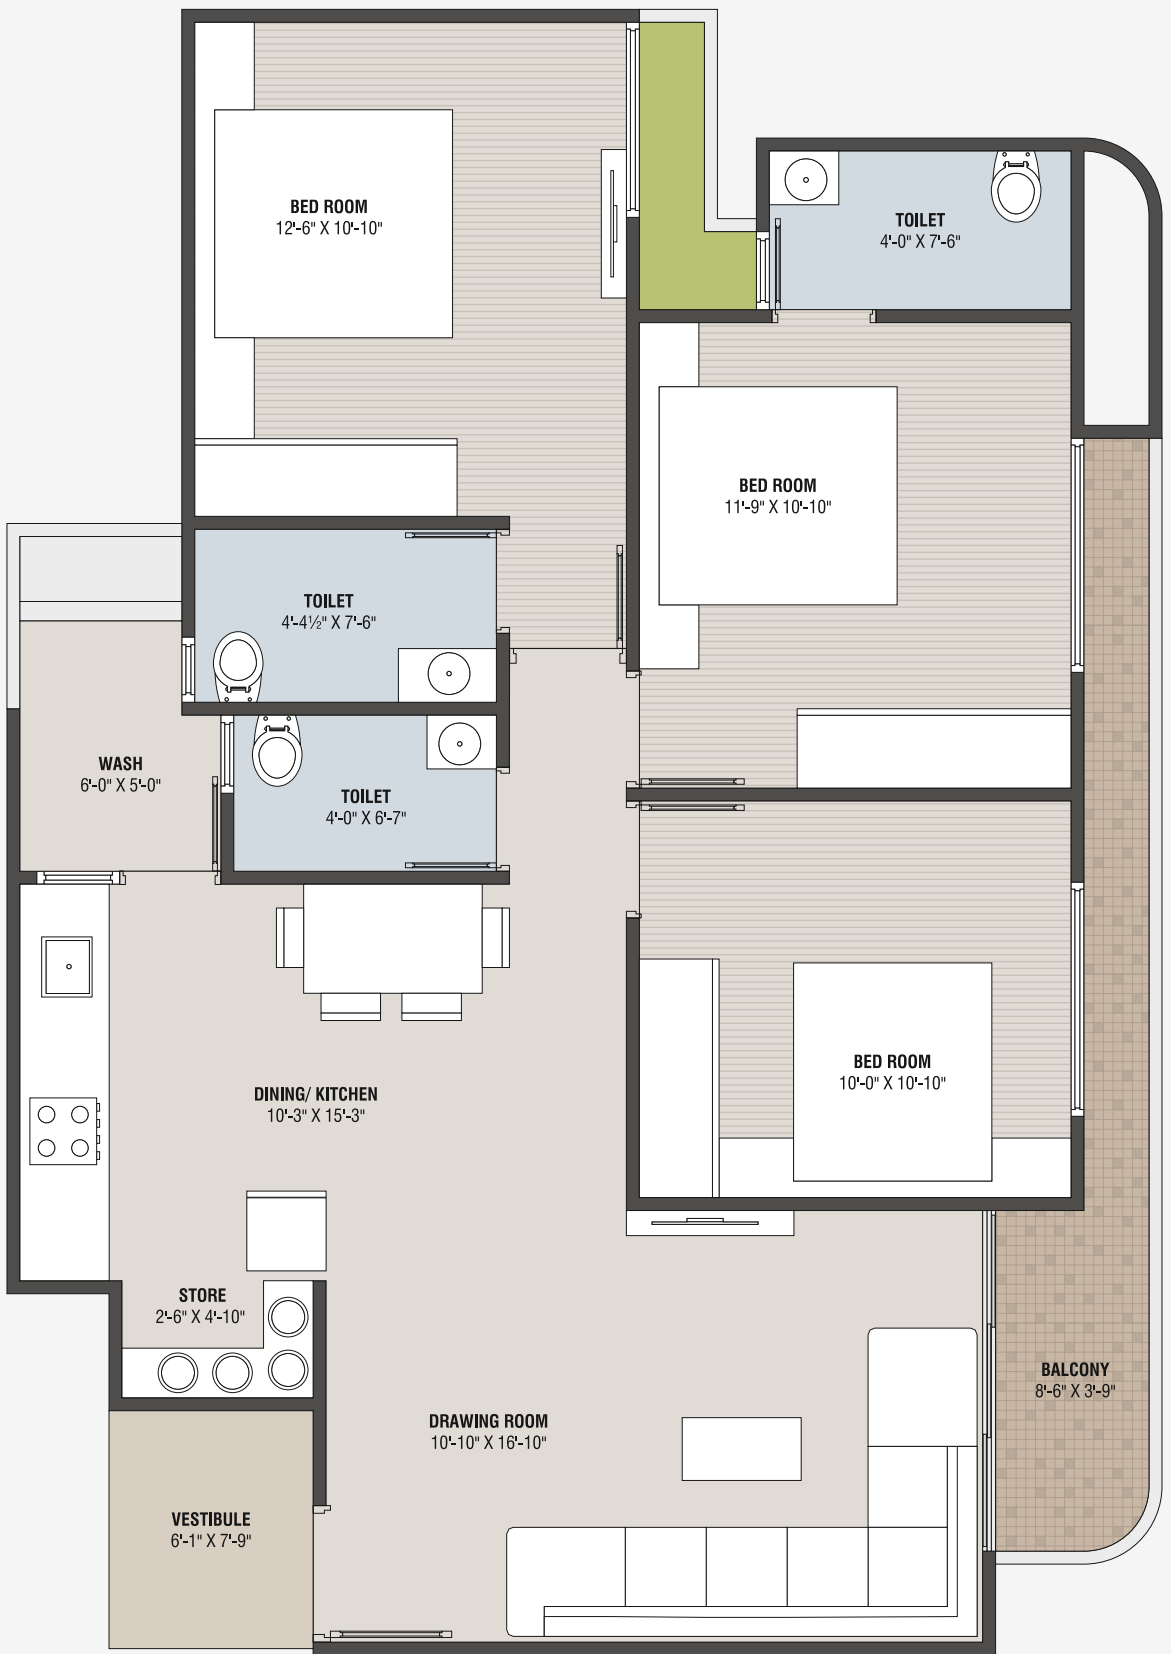 BED ROOM
12'-6" X 10'-10"
TOILET
4'-0" X 7'-6"
BED ROOM
11'-9" X 10'-10"
TOILET
4'-4½" X 7'-6"
WASH
6'-0" X 5'-0"
TOILET
4'-0" X 6'-7"
BED ROOM
10'-0" X 10'-10"
DINING/ KITCHEN
10'-3" X 15'-3"
STORE
2'-6" X 4'-10"
BALCONY
8'-6" X 3'-9"
DRAWING ROOM
10'-10" X 16'-10"
VESTIBULE
6'-1" X 7'-9"